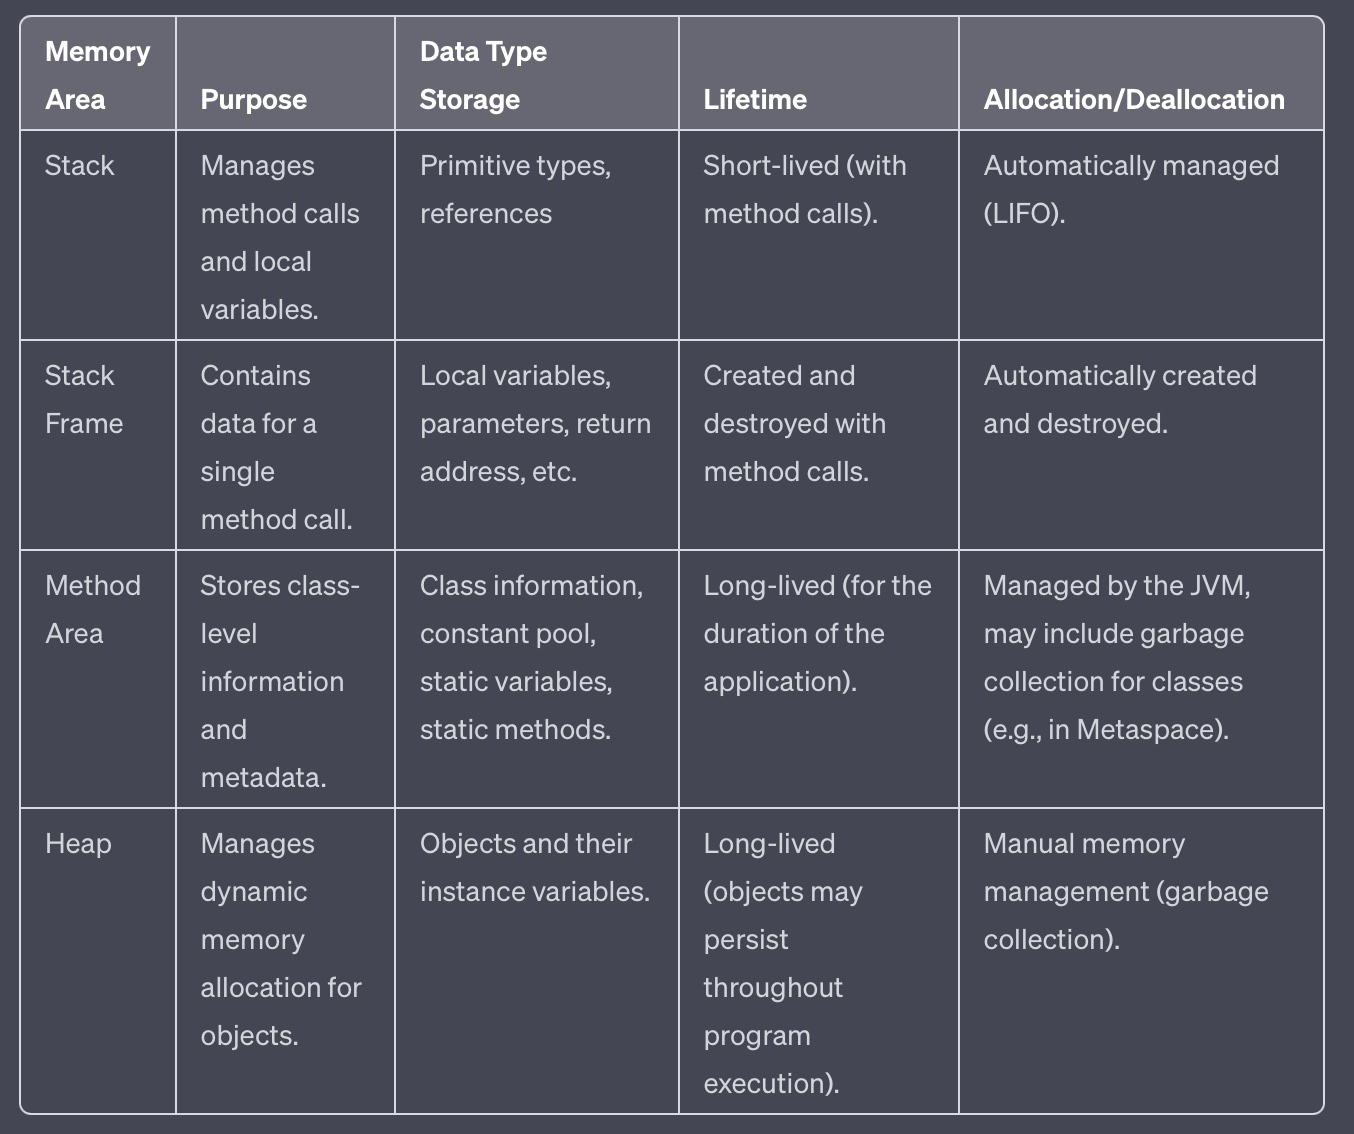 Memory Area
Purpose
Data Type Storage
Lifetime
Allocation/Deallocation
Stack
Manages
method calls
and local
variables.
Primitive types,
references
Short-lived (with
method calls).
Automatically managed
(LIFO).
Stack
Frame
Contains
data for a
single
method call.
Local variables,
parameters, return
address, etc.
Created and
destroyed with
method calls.
Automatically created
and destroyed.
Method
Area
Stores class-
level
information
and
metadata.
Class information,
constant pool,
static variables,
static methods.
Long-lived (for the
duration of the
application).
Managed by the JVM,
may include garbage
collection for classes
(e.g., in Metaspace).
Heap
Manages
dynamic
memory
allocation for
objects.
Objects and their
instance variables.
Long-lived
(objects may
persist
throughout
program
execution).
Manual memory
management (garbage
collection).